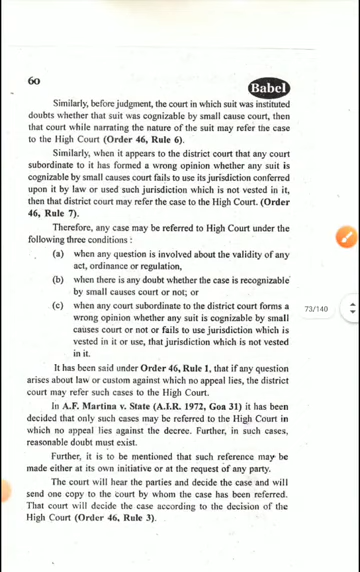 60
Babel
Similarly, before judgment, the court in which suit was instituted
doubts whether that suit was cognizable by small cause court, then
that court while narrating the nature of the suit may refer the case
to the High Court (Order 46, Rule 6).
Similarly, when it appears to the district court that any court
subordinate to it has formed a wrong opinion whether any suit is
cognizable by small causes court fails to use its jurisdiction conferred
upon it by law or used such jurisdiction which is not vested in it,
then that district court may refer the case to the High Court. (Order
46, Rule 7).
Therefore, any case may be referred to High Court under the
following three conditions :
(a) when any question is involved about the validity of any
act, ordinance or regulation,
(b) when there is any doubt whether the case is recognizable
by small causes court or not; or
(c) when any court subordinate to the district court forms a
wrong opinion whether any suit is cognizable by small
causes court or not or fails to use jurisdiction which is
vested in it or use, that jurisdiction which is not vested
in it.
73/140
It has been said under Order 46, Rule 1, that if any question
arises about law or custom against which no appeal lies, the district
court may refer such cases to the High Court.
In A.F. Martina v. State (A.I.R. 1972, Goa 31) it has been
decided that only such cases may be referred to the High Court in
which no appeal lies against the decree. Further, in such cases,
reasonable doubt must exist.
Further, it is to be mentioned that such reference may be
made either at its own initiative or at the request of any party.
The court will hear the parties and decide the case and will
send one copy to the court by whom the case has been referred.
That court will decide the case according to the decision of the
High Court (Order 46, Rule 3).